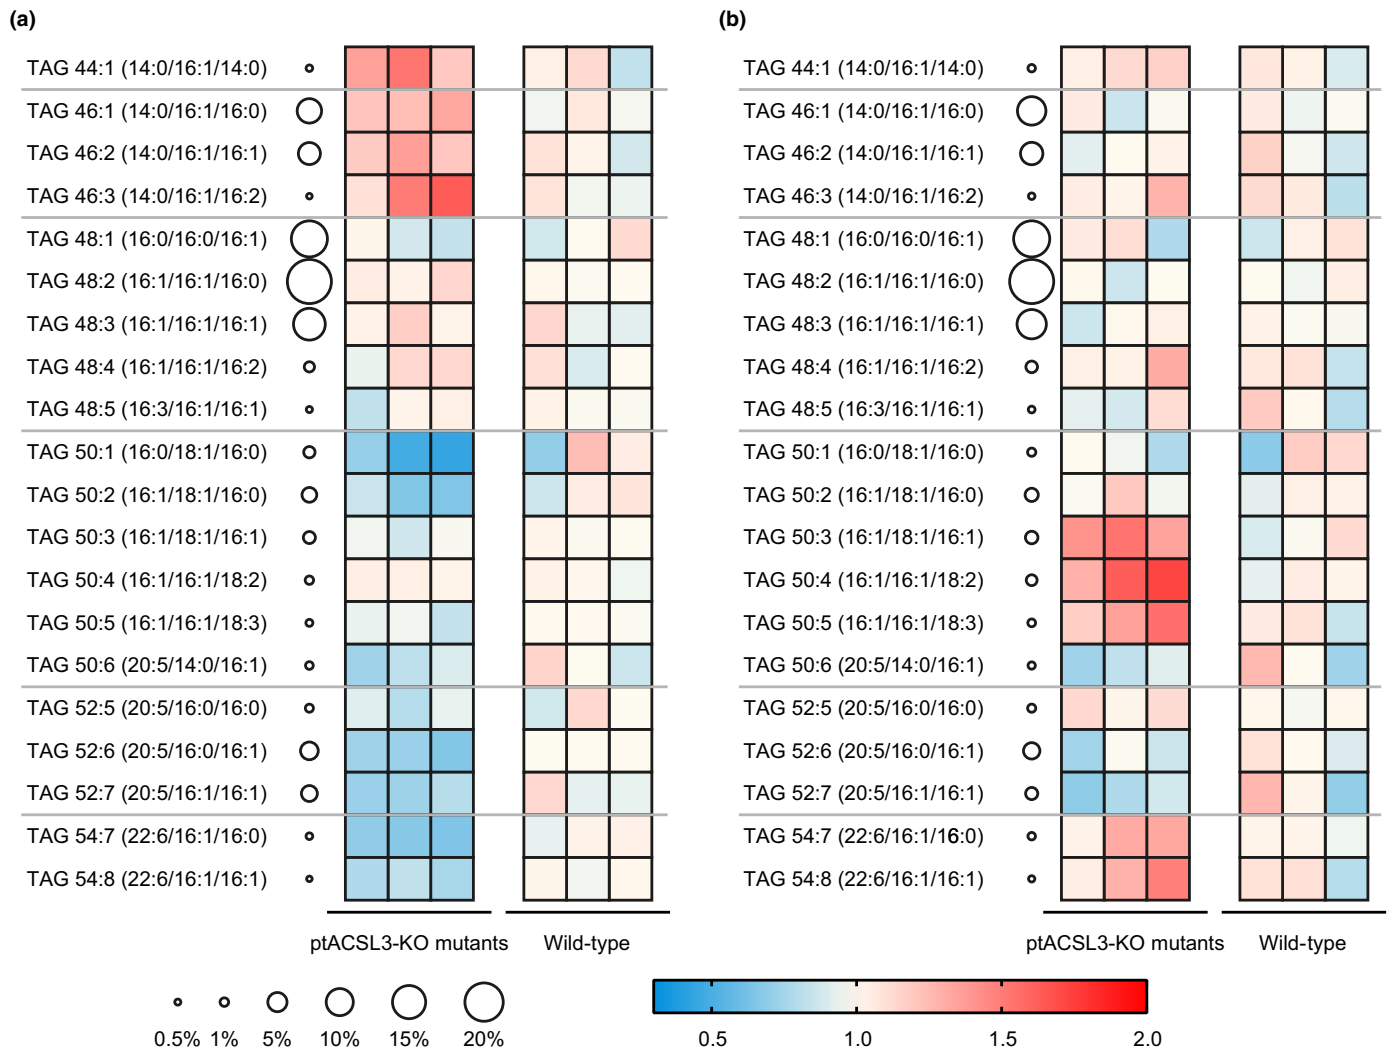 (a)
(b)
TAG 44:1 (14:0/16:1/14:0)
TAG 46:1 (14:0/16:1/16:0)
TAG 46:2 (14:0/16:1/16:1)
TAG 46:3 (14:0/16:1/16:2)
TAG 48:1 (16:0/16:0/16:1)
TAG 48:2 (16:1/16:1/16:0)
TAG 48:3 (16:1/16:1/16:1)
TAG 48:4 (16:1/16:1/16:2)
TAG 48:5 (16:3/16:1/16:1)
TAG 50:1 (16:0/18:1/16:0)
TAG 50:2 (16:1/18:1/16:0)
TAG 50:3 (16:1/18:1/16:1)
TAG 50:4 (16:1/16:1/18:2)
TAG 50:5 (16:1/16:1/18:3)
TAG 50:6 (20:5/14:0/16:1)
TAG 52:5 (20:5/16:0/16:0)
TAG 52:6 (20:5/16:0/16:1)
TAG 52:7 (20:5/16:1/16:1)
TAG 54:7 (22:6/16:1/16:0)
TAG 54:8 (22:6/16:1/16:1)
ptACSL3-KO mutants
Wild-type
TAG 44:1 (14:0/16:1/14:0)
TAG 46:1 (14:0/16:1/16:0)
TAG 46:2 (14:0/16:1/16:1)
TAG 46:3 (14:0/16:1/16:2)
TAG 48:1 (16:0/16:0/16:1)
TAG 48:2 (16:1/16:1/16:0)
TAG 48:3 (16:1/16:1/16:1)
TAG 48:4 (16:1/16:1/16:2)
TAG 48:5 (16:3/16:1/16:1)
TAG 50:1 (16:0/18:1/16:0)
TAG 50:2 (16:1/18:1/16:0)
TAG 50:3 (16:1/18:1/16:1)
TAG 50:4 (16:1/16:1/18:2)
TAG 50:5 (16:1/16:1/18:3)
TAG 50:6 (20:5/14:0/16:1)
TAG 52:5 (20:5/16:0/16:0)
TAG 52:6 (20:5/16:0/16:1)
TAG 52:7 (20:5/16:1/16:1)
TAG 54:7 (22:6/16:1/16:0)
TAG 54:8 (22:6/16:1/16:1)
ptACSL3-KO mutants
Wild-type
0.5% 1% 5% 10% 15% 20%
0.5 1.0 1.5 2.0